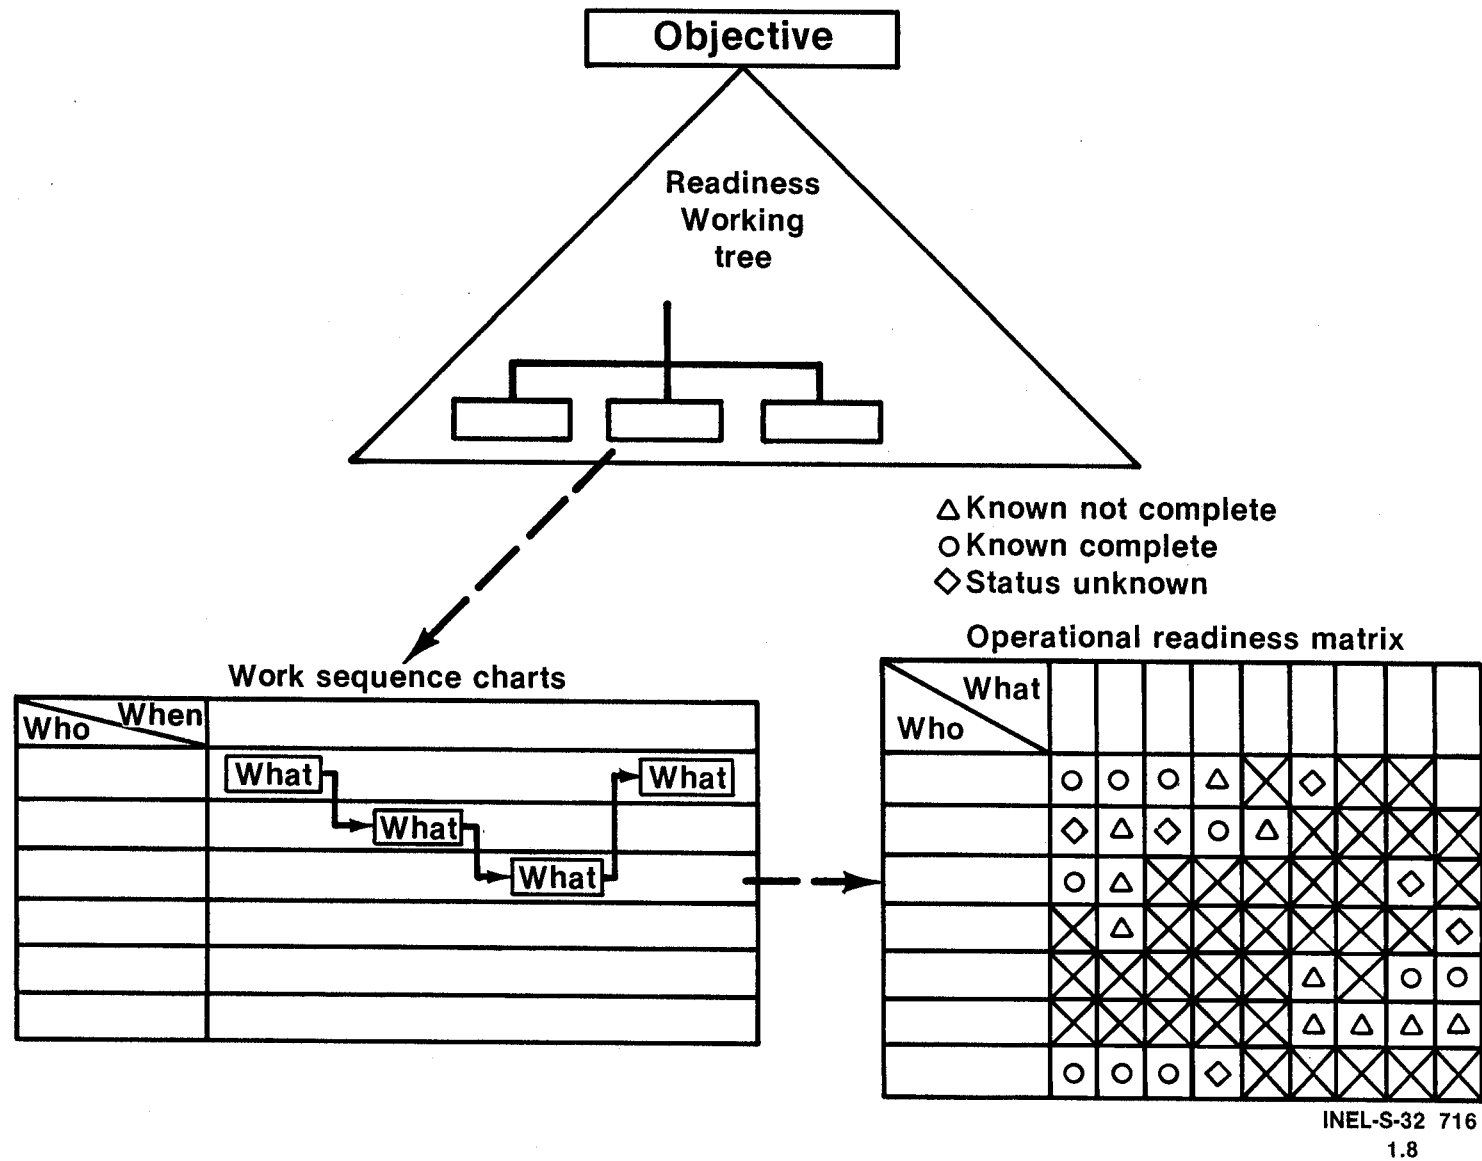 Objective
Readiness
Working
tree
Known not complete
Known complete
Status unknown
Work sequence charts
When
Who
What
What
What
What
Operational readiness matrix
What
Who
INEL-S-32 716
1.8